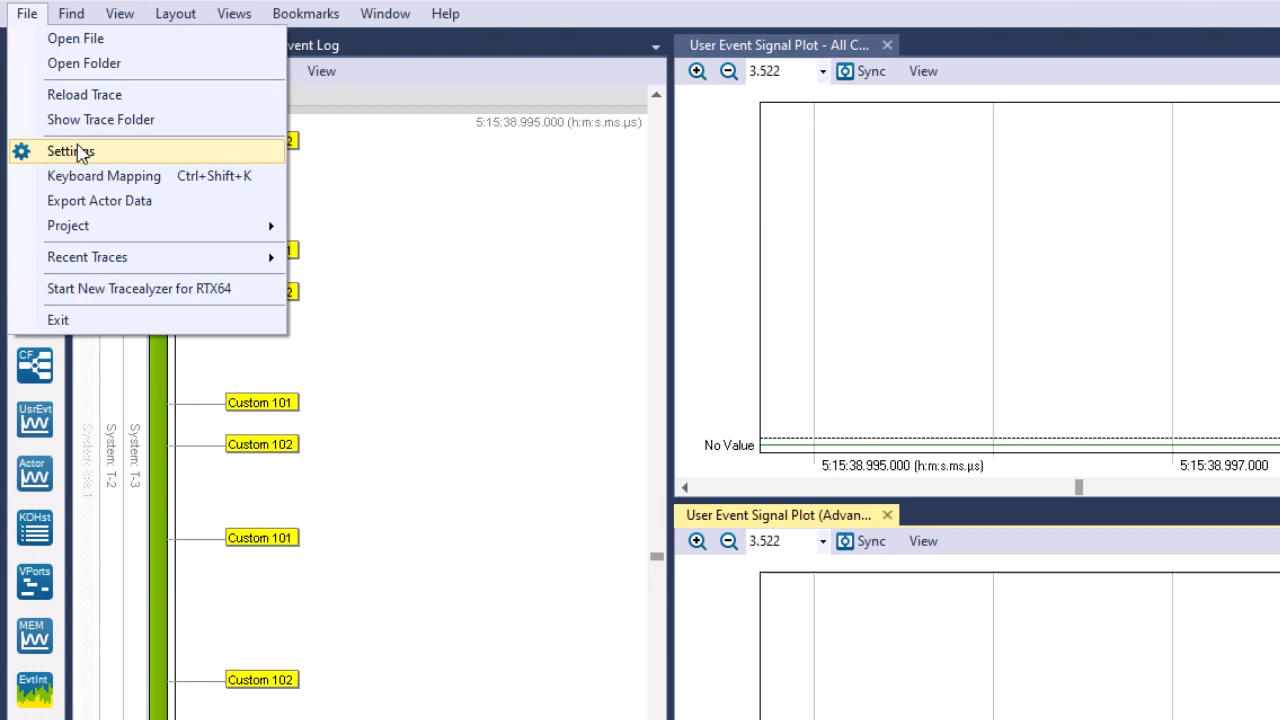 File Find View Layout Views Bookmarks Window Help
Open File
Open Folder
Reload Trace
Show Trace Folder
Settings
Keyboard Mapping Ctrl+Shift+K
Export Actor Data
Project
Recent Traces
Start New Tracealyzer for RTX64
Exit
vent Log
View
5:15:38.995.000 (h:m:s.ms.µs)
2
1
2
CF
UsrEvt
Actor
KOHst
VPorts
MEM
EvtInt
System: T-2
System: T-3
Custom 101
Custom 102
Custom 101
Custom 102
User Event Signal Plot - All C...
3.522 Sync View
No Value
5:15:38.995.000 (h:m:s.ms.µs) 5:15:38.997.000
User Event Signal Plot (Advan...
3.522 Sync View